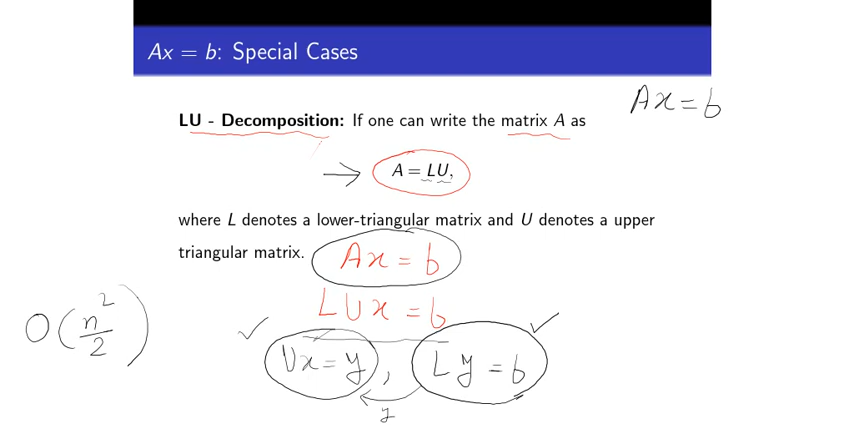 Ax = b: Special Cases
Ax = b
LU - Decomposition: If one can write the matrix A as
→ A = LU,
where L denotes a lower-triangular matrix and U denotes a upper
triangular matrix.
Ax = b
LUx = b
O(n²/2)
Ux = y, Ly = b
y